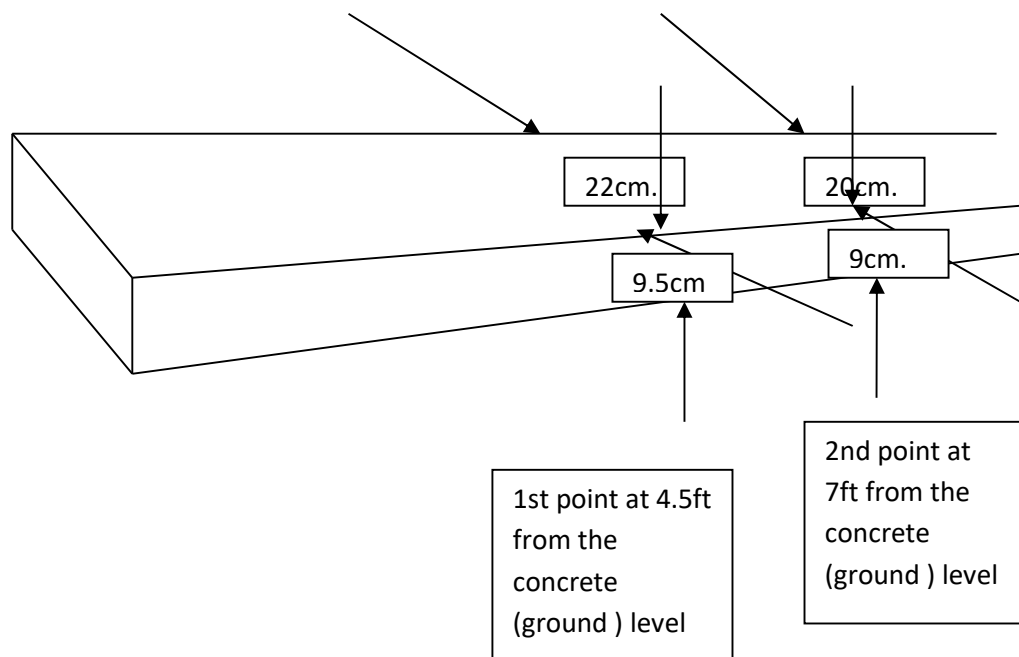 22cm.
20cm.
9.5cm
9cm.
1st point at 4.5ft
from the
concrete
(ground ) level
2nd point at
7ft from the
concrete
(ground ) level